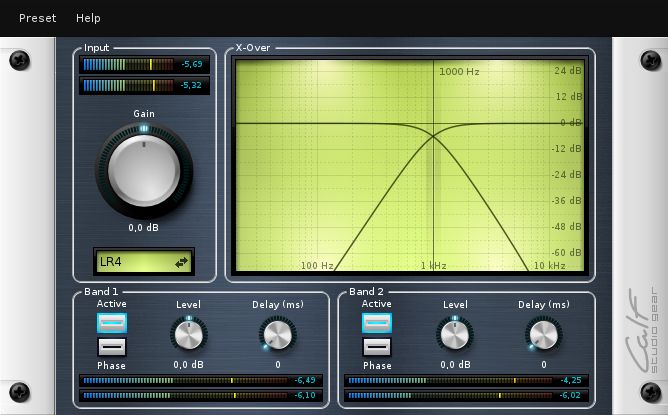 Preset Help
Input
-5,69
-5,32
Gain
0,0 dB
LR4
X-Over
1000 Hz
24 dB
12 dB
0 dB
-12 dB
-24 dB
-36 dB
-48 dB
-60 dB
100 Hz 1 kHz 10 kHz
Band 1
Active Level Delay (ms)
Phase 0,0 dB 0
-6,49
-6,10
Band 2
Active Level Delay (ms)
Phase 0,0 dB 0
-4,25
-6,02
Calf
studio gear